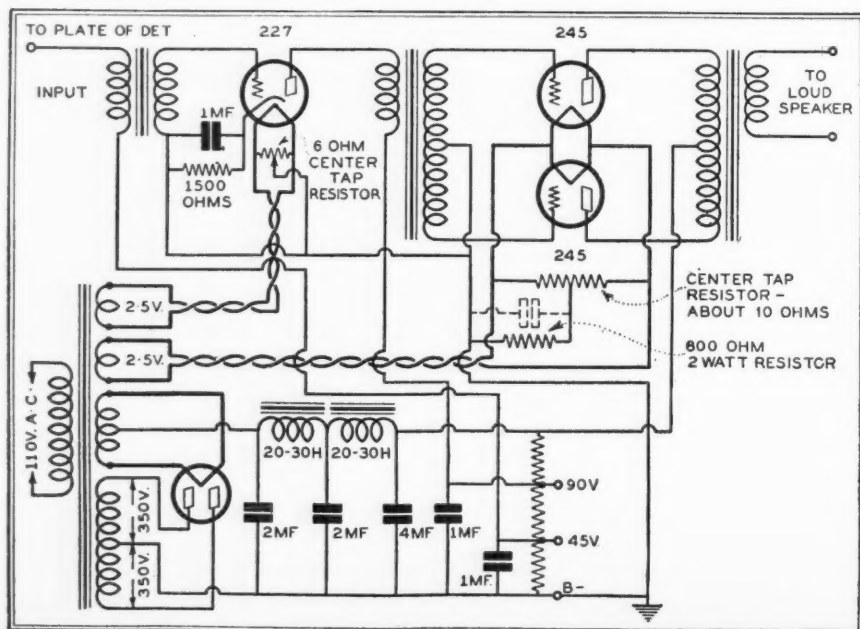 TO PLATE OF DET
227
245
INPUT
TO
LOUD
SPEAKER
1MF
1500
OHMS
6 OHM
CENTER
TAP
RESISTOR
245
CENTER TAP
RESISTOR-
ABOUT 10 OHMS
800 OHM
2 WATT RESISTOR
2·5V.
2·5V.
110V. A·C·
20-30H
20-30H
350V.
350V.
2MF
2MF
4MF
1MF
1MF.
90V
45V.
B-